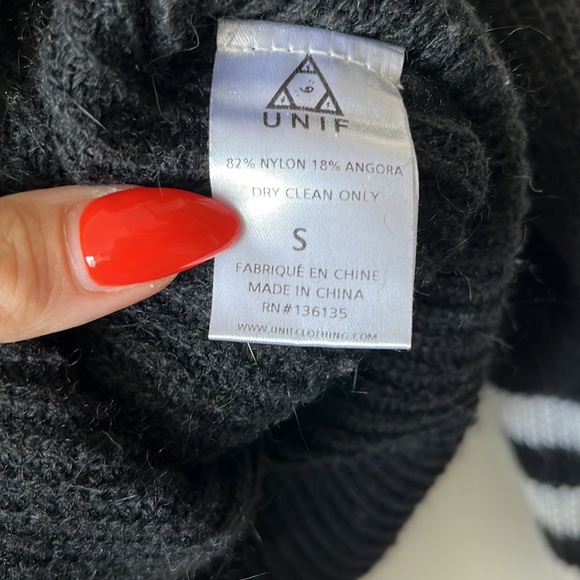 UNIF
82% NYLON 18% ANGORA
DRY CLEAN ONLY
S
FABRIQUÉ EN CHINE
MADE IN CHINA
RN#136135
WWW.UNIFCLOTHING.COM